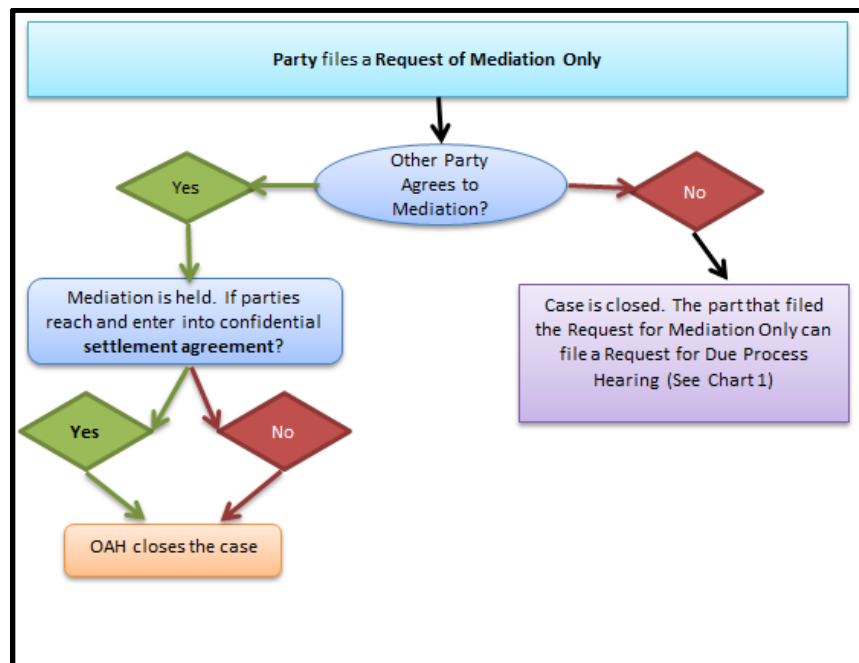 Party files a Request of Mediation Only
Other Party
Agrees to
Mediation?
Yes
No
Mediation is held. If parties
reach and enter into confidential
settlement agreement?
Case is closed. The part that filed
the Request for Mediation Only can
file a Request for Due Process
Hearing (See Chart 1)
Yes
No
OAH closes the case